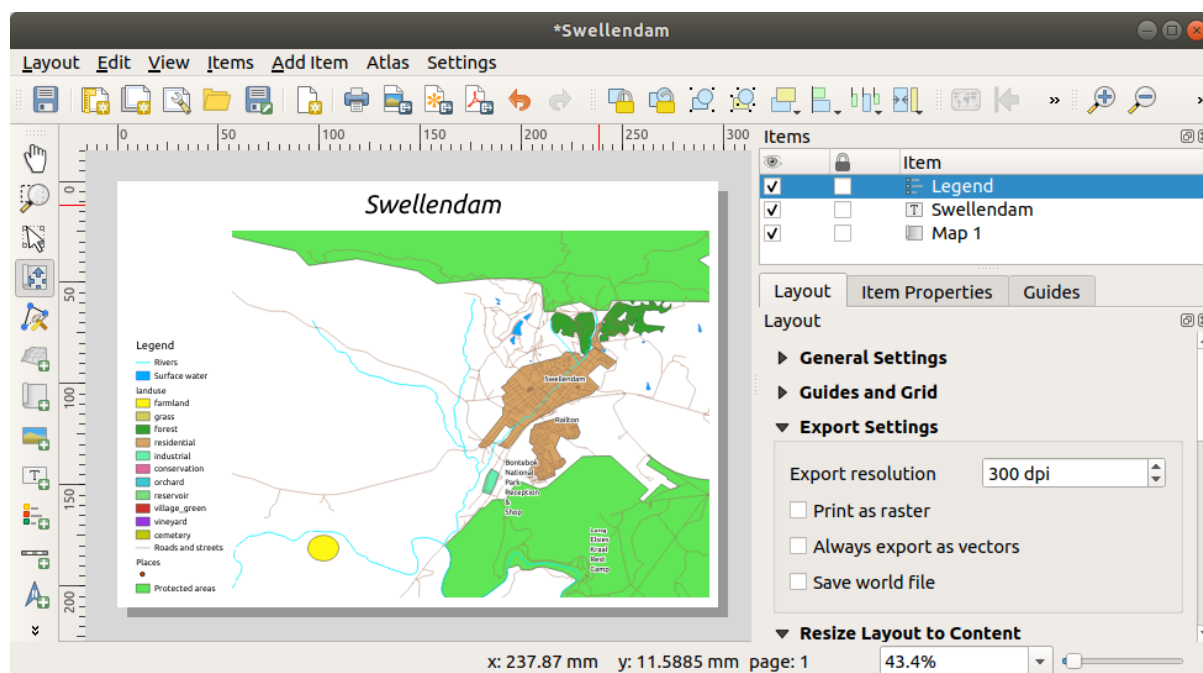 *Swellendam
Layout Edit View Items Add Item Atlas Settings
» »
0 50 100 150 200 250 300
0
50
100
150
200
Swellendam
Legend
Rivers
Surface water
landuse
farmland
grass
forest
residential
industrial
conservation
orchard
reservoir
village_green
vineyard
cemetery
Roads and streets
Places
Protected areas
Swellendam
Railton
Bontebok
National
Park
Reception
&
Shop
Lang
Elsies
Kraal
Rest
Camp
Items
Item
Legend
T Swellendam
Map 1
Layout Item Properties Guides
Layout
General Settings
Guides and Grid
Export Settings
Export resolution 300 dpi
Print as raster
Always export as vectors
Save world file
Resize Layout to Content
x: 237.87 mm y: 11.5885 mm page: 1 43.4%